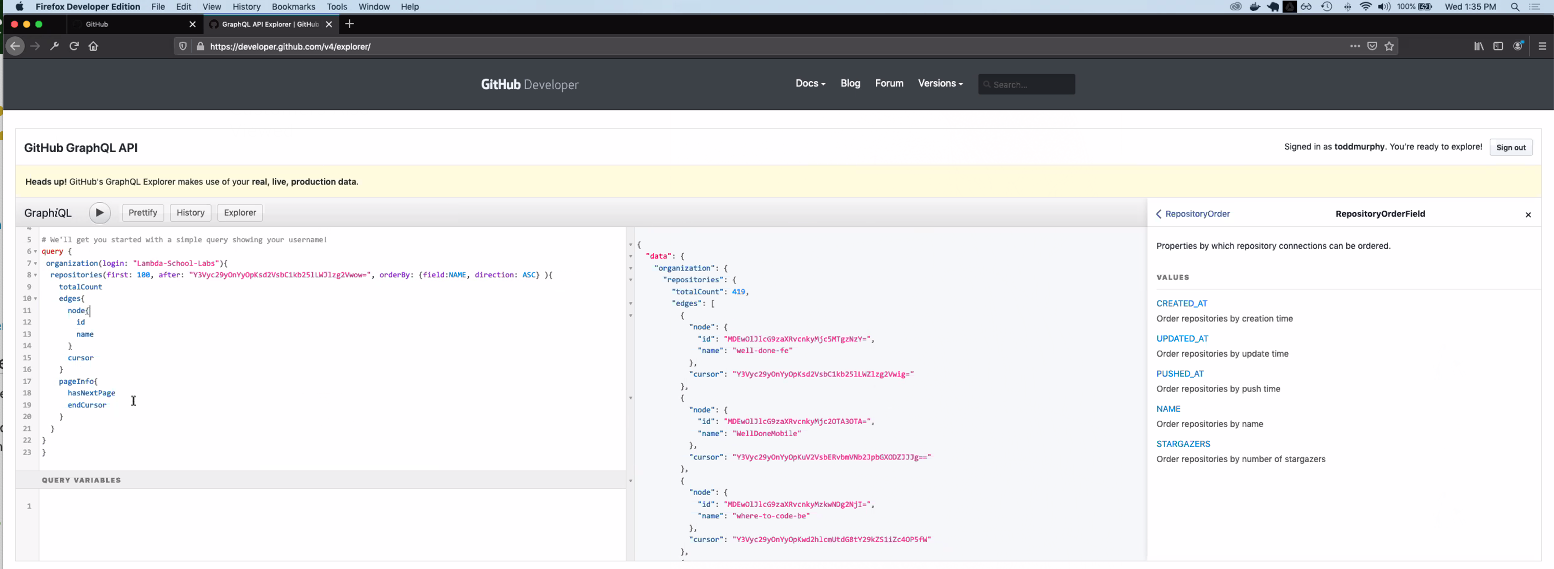 Firefox Developer Edition File Edit View History Bookmarks Tools Window Help 100% Wed 1:35 PM
GitHub GraphQL API Explorer | GitHub
https://developer.github.com/v4/explorer/
GitHub Developer Docs Blog Forum Versions Search...
GitHub GraphQL API Signed in as toddmurphy. You're ready to explore! Sign out
Heads up! GitHub's GraphQL Explorer makes use of your real, live, production data.
GraphiQL Prettify History Explorer
4
5 # We'll get you started with a simple query showing your username!
6 query {
7 organization(login: "Lambda-School-Labs"){
8 repositories(first: 100, after: "Y3Vyc29yOnYyOpKsd2VsbC1kb25lLWJlzg2Vwow=", orderBy: {field:NAME, direction: ASC} ){
9 totalCount
10 edges{
11 node{
12 id
13 name
14 }
15 cursor
16 }
17 pageInfo{
18 hasNextPage
19 endCursor
20 }
21 }
22 }
23 }
QUERY VARIABLES
1
{
"data": {
"organization": {
"repositories": {
"totalCount": 419,
"edges": [
{
"node": {
"id": "MDEwOlJlcG9zaXRvcnkyMjc5MTgzNzY=",
"name": "well-done-fe"
},
"cursor": "Y3Vyc29yOnYyOpKsd2VsbC1kb25lLWZlzg2Vwig="
},
{
"node": {
"id": "MDEwOlJlcG9zaXRvcnkyMjc2OTA3OTA=",
"name": "WellDoneMobile"
},
"cursor": "Y3Vyc29yOnYyOpKuV2VsbERvbmVNb2JpbGXODZJJJg=="
},
{
"node": {
"id": "MDEwOlJlcG9zaXRvcnkyMzkwNDg2NjI=",
"name": "where-to-code-be"
},
"cursor": "Y3Vyc29yOnYyOpKwd2hlcmUtdG8tY29kZS1iZc4OP5fW"
},
RepositoryOrder RepositoryOrderField ×
Properties by which repository connections can be ordered.
VALUES
CREATED_AT
Order repositories by creation time
UPDATED_AT
Order repositories by update time
PUSHED_AT
Order repositories by push time
NAME
Order repositories by name
STARGAZERS
Order repositories by number of stargazers